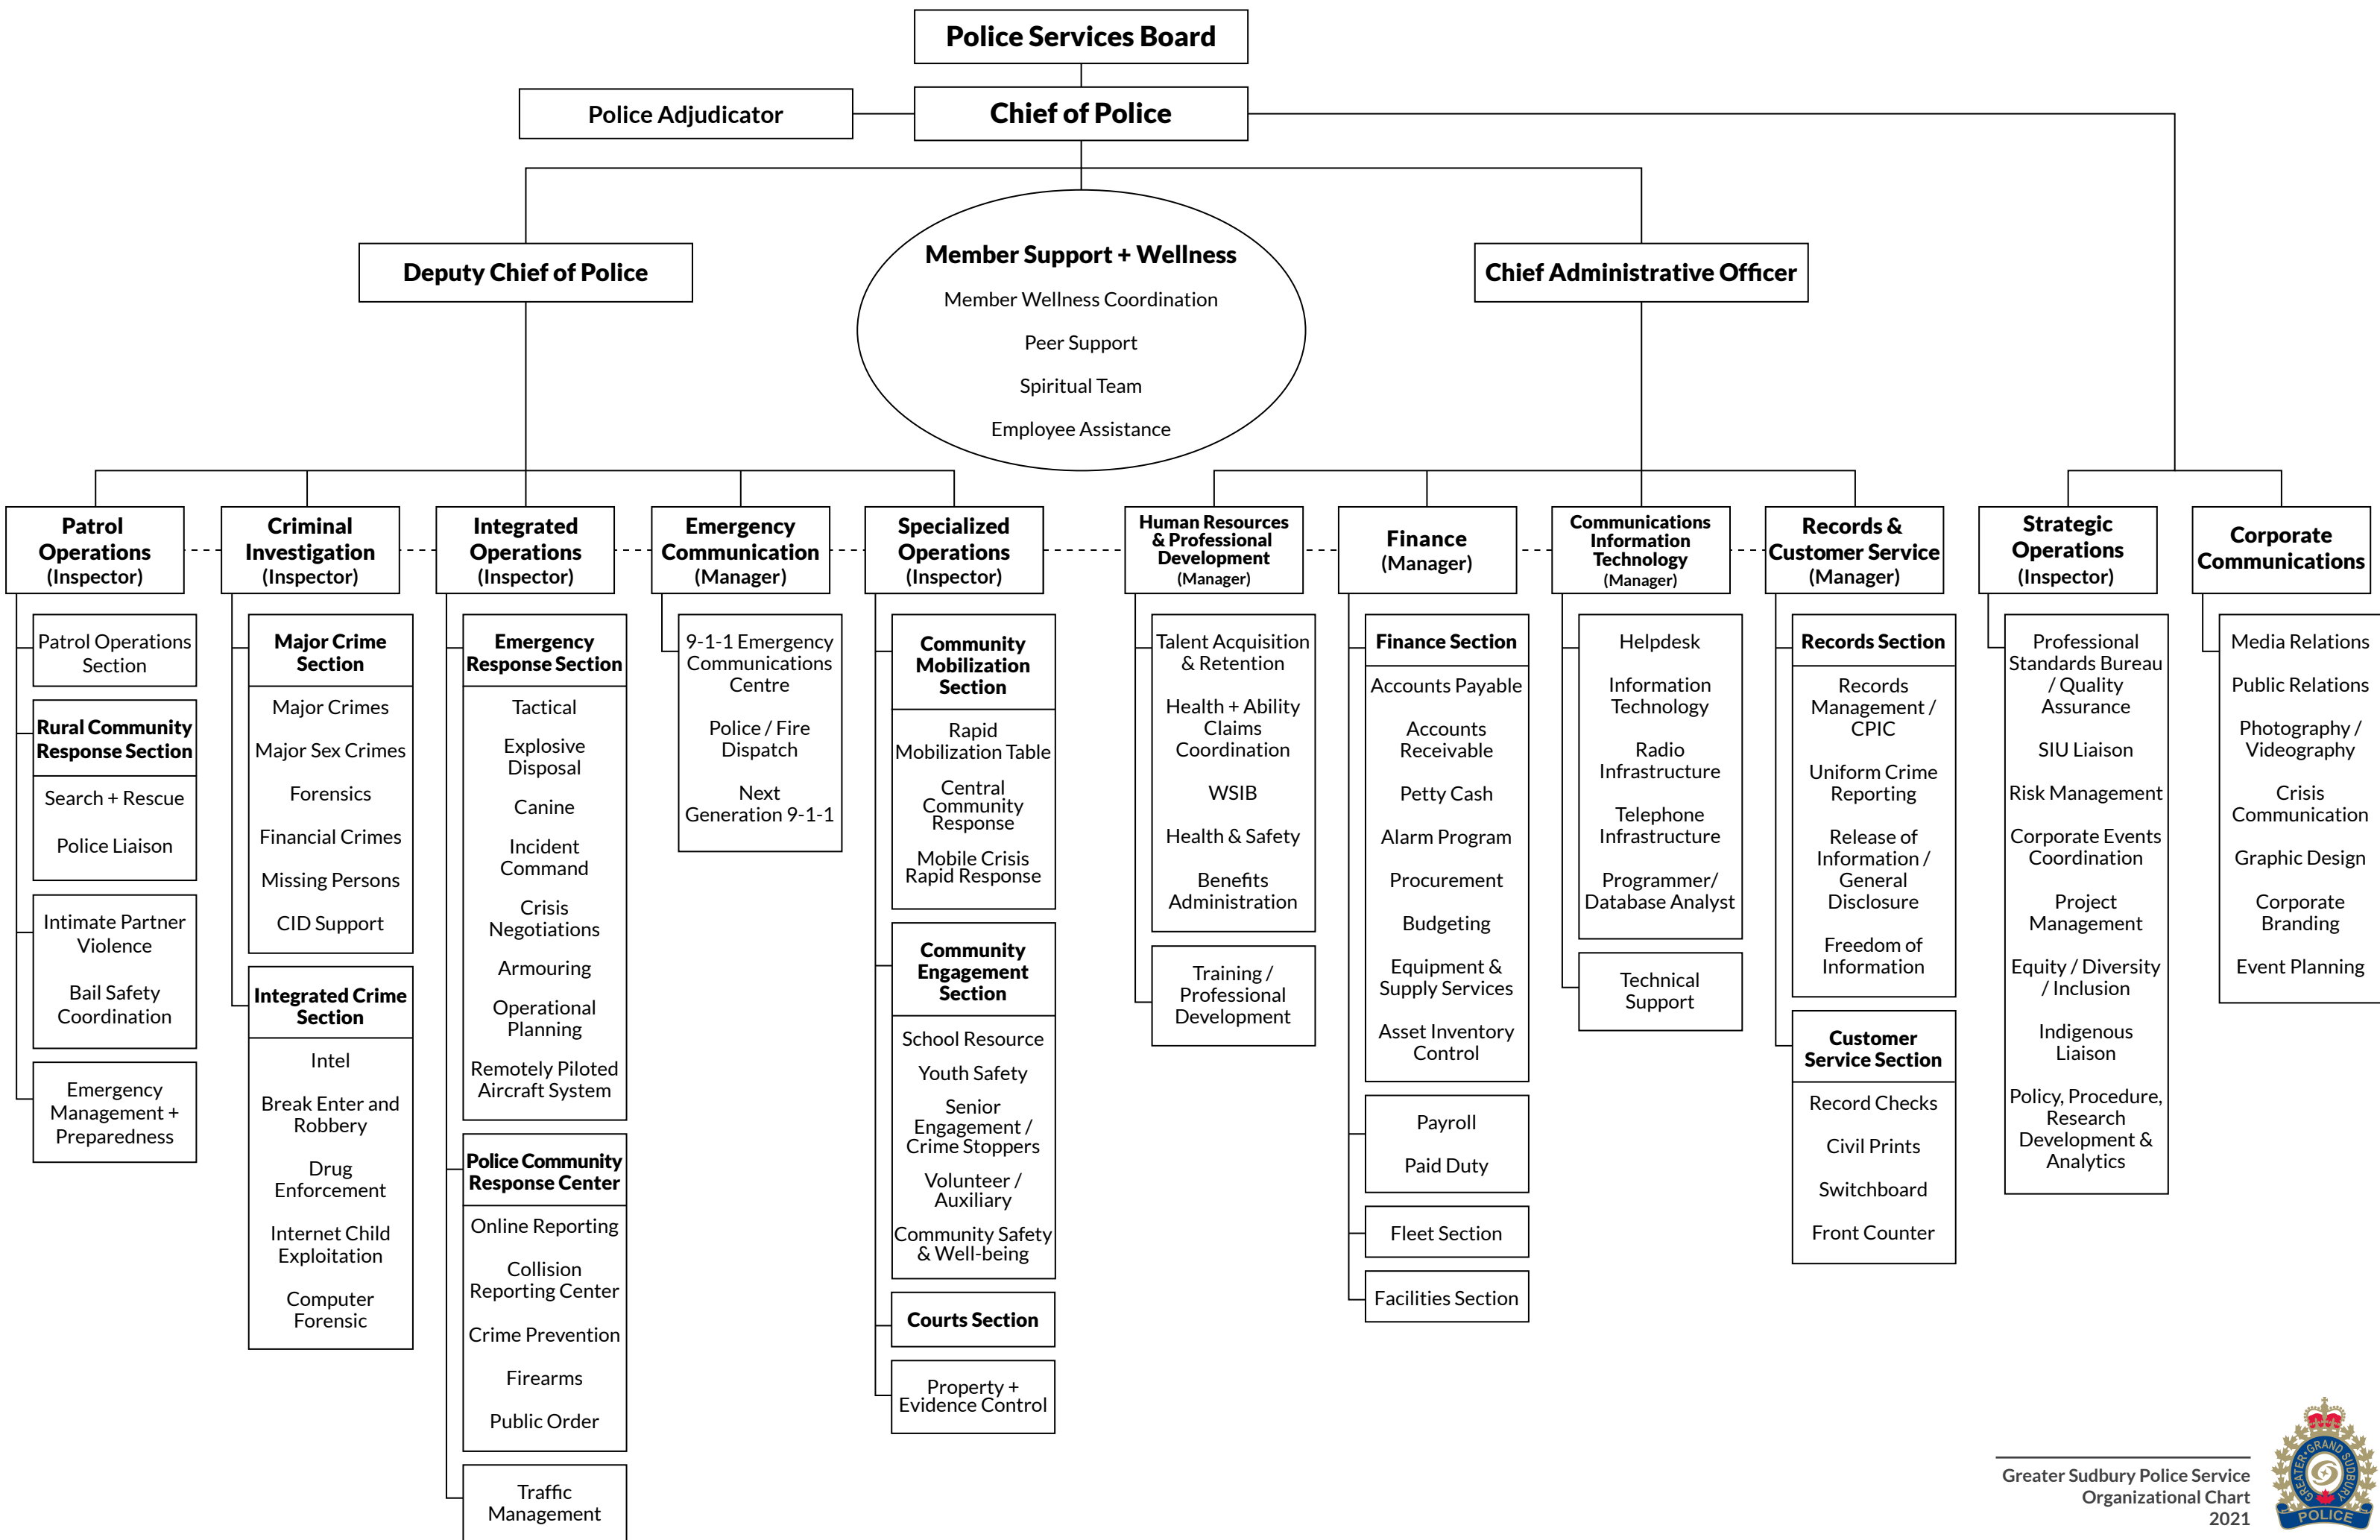 Police Services Board
Police Adjudicator
Chief of Police
Deputy Chief of Police
Member Support + Wellness
Member Wellness Coordination
Peer Support
Spiritual Team
Employee Assistance
Chief Administrative Officer
Patrol
Operations
(Inspector)
Patrol Operations
Section
Rural Community
Response Section
Search + Rescue
Police Liaison
Intimate Partner
Violence
Bail Safety
Coordination
Emergency
Management +
Preparedness
Criminal
Investigation
(Inspector)
Major Crime
Section
Major Crimes
Major Sex Crimes
Forensics
Financial Crimes
Missing Persons
CID Support
Integrated Crime
Section
Intel
Break Enter and
Robbery
Drug
Enforcement
Internet Child
Exploitation
Computer
Forensic
Integrated
Operations
(Inspector)
Emergency
Response Section
Tactical
Explosive
Disposal
Canine
Incident
Command
Crisis
Negotiations
Armouring
Operational
Planning
Remotely Piloted
Aircraft System
Police Community
Response Center
Online Reporting
Collision
Reporting Center
Crime Prevention
Firearms
Public Order
Traffic
Management
Emergency
Communication
(Manager)
9-1-1 Emergency
Communications
Centre
Police / Fire
Dispatch
Next
Generation 9-1-1
Specialized
Operations
(Inspector)
Community
Mobilization
Section
Rapid
Mobilization Table
Central
Community
Response
Mobile Crisis
Rapid Response
Community
Engagement
Section
School Resource
Youth Safety
Senior
Engagement /
Crime Stoppers
Volunteer /
Auxiliary
Community Safety
& Well-being
Courts Section
Property +
Evidence Control
Human Resources
& Professional
Development
(Manager)
Talent Acquisition
& Retention
Health + Ability
Claims
Coordination
WSIB
Health & Safety
Benefits
Administration
Training /
Professional
Development
Finance
(Manager)
Finance Section
Accounts Payable
Accounts
Receivable
Petty Cash
Alarm Program
Procurement
Budgeting
Equipment &
Supply Services
Asset Inventory
Control
Payroll
Paid Duty
Fleet Section
Facilities Section
Communications
Information
Technology
(Manager)
Helpdesk
Information
Technology
Radio
Infrastructure
Telephone
Infrastructure
Programmer/
Database Analyst
Technical
Support
Records &
Customer Service
(Manager)
Records Section
Records
Management /
CPIC
Uniform Crime
Reporting
Release of
Information /
General
Disclosure
Freedom of
Information
Customer
Service Section
Record Checks
Civil Prints
Switchboard
Front Counter
Strategic
Operations
(Inspector)
Professional
Standards Bureau
/ Quality
Assurance
SIU Liaison
Risk Management
Corporate Events
Coordination
Project
Management
Equity / Diversity
/ Inclusion
Indigenous
Liaison
Policy, Procedure,
Research
Development &
Analytics
Corporate
Communications
Media Relations
Public Relations
Photography /
Videography
Crisis
Communication
Graphic Design
Corporate
Branding
Event Planning
Greater Sudbury Police Service
Organizational Chart
2021
GREATER • GRAND SUDBURY
POLICE